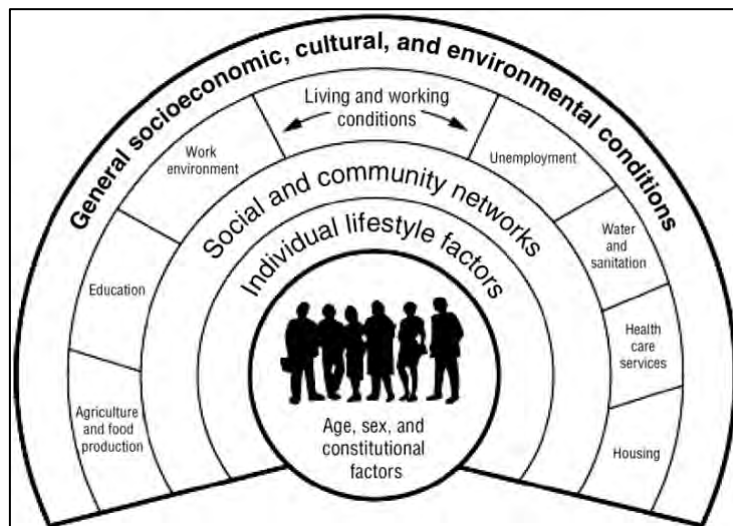 General socioeconomic, cultural, and environmental conditions
Living and working
conditions
Work
environment
Unemployment
Social and community networks
Water
and
sanitation
Individual lifestyle factors
Education
Health
care
services
Agriculture
and food
production
Age, sex, and
constitutional
factors
Housing